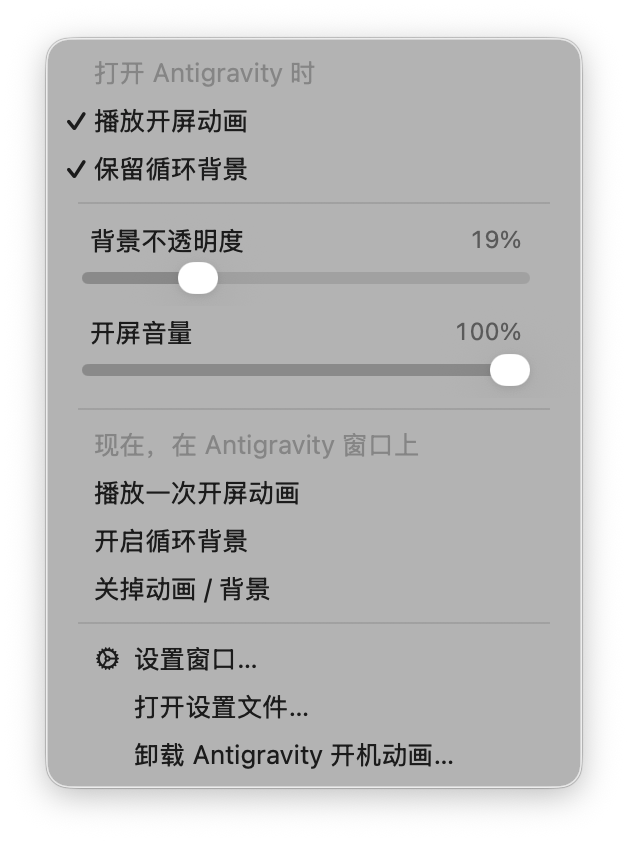 打开 Antigravity 时
播放开屏动画
保留循环背景
背景不透明度 19%
开屏音量 100%
现在，在 Antigravity 窗口上
播放一次开屏动画
开启循环背景
关掉动画 / 背景
设置窗口...
打开设置文件...
卸载 Antigravity 开机动画...